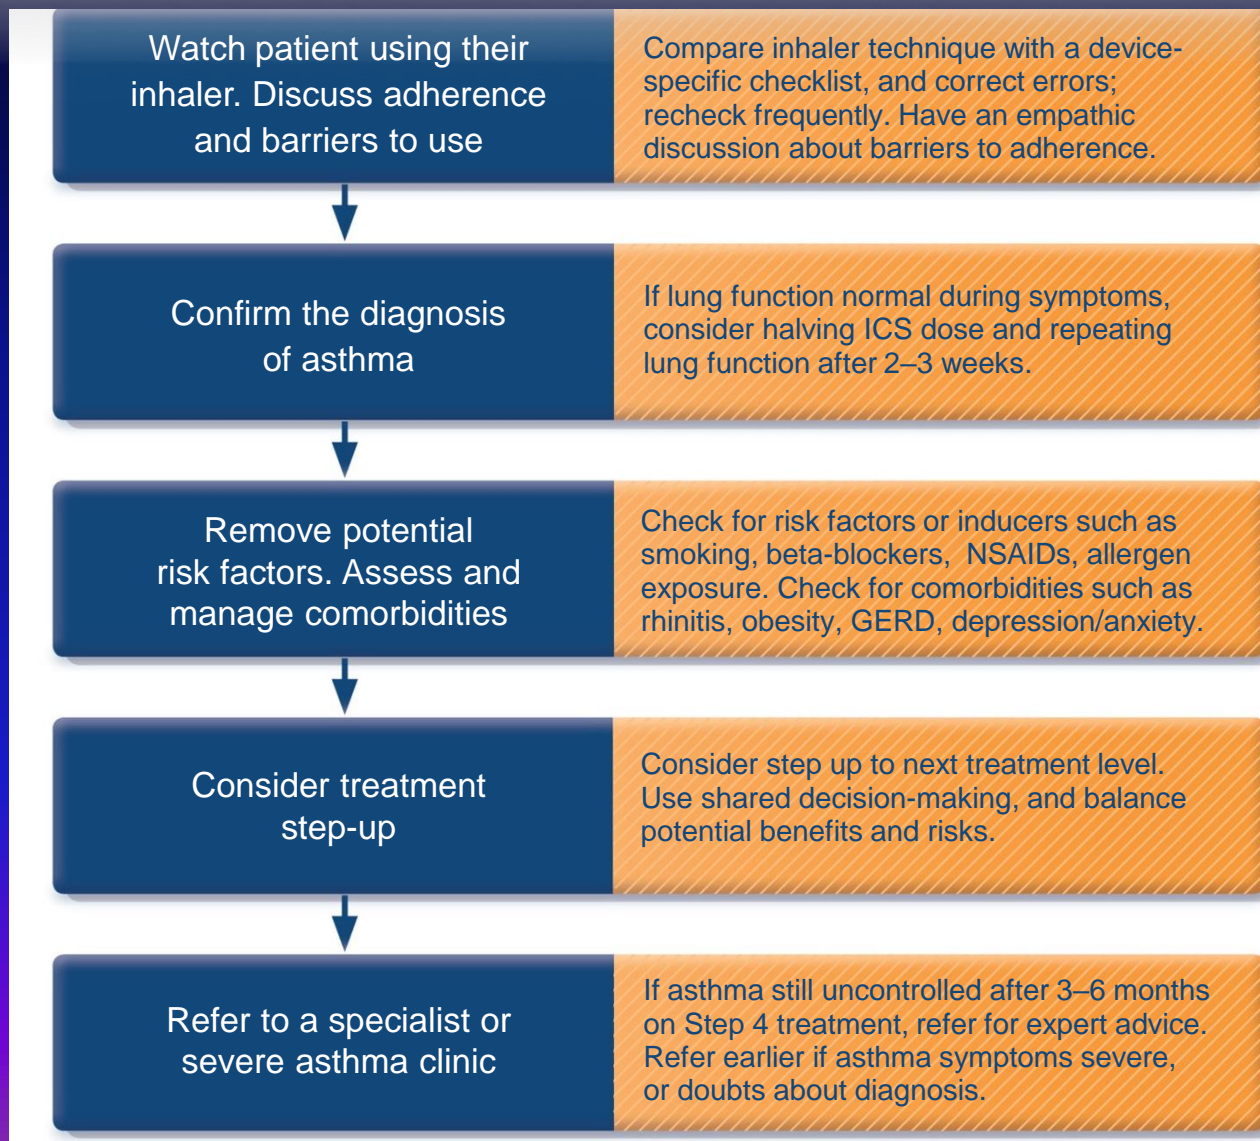 Watch patient using their
inhaler. Discuss adherence
and barriers to use
Compare inhaler technique with a device-
specific checklist, and correct errors;
recheck frequently. Have an empathic
discussion about barriers to adherence.
Confirm the diagnosis
of asthma
If lung function normal during symptoms,
consider halving ICS dose and repeating
lung function after 2–3 weeks.
Remove potential
risk factors. Assess and
manage comorbidities
Check for risk factors or inducers such as
smoking, beta-blockers,  NSAIDs, allergen
exposure. Check for comorbidities such as
rhinitis, obesity, GERD, depression/anxiety.
Consider treatment
step-up
Consider step up to next treatment level.
Use shared decision-making, and balance
potential benefits and risks.
Refer to a specialist or
severe asthma clinic
If asthma still uncontrolled after 3–6 months
on Step 4 treatment, refer for expert advice.
Refer earlier if asthma symptoms severe,
or doubts about diagnosis.